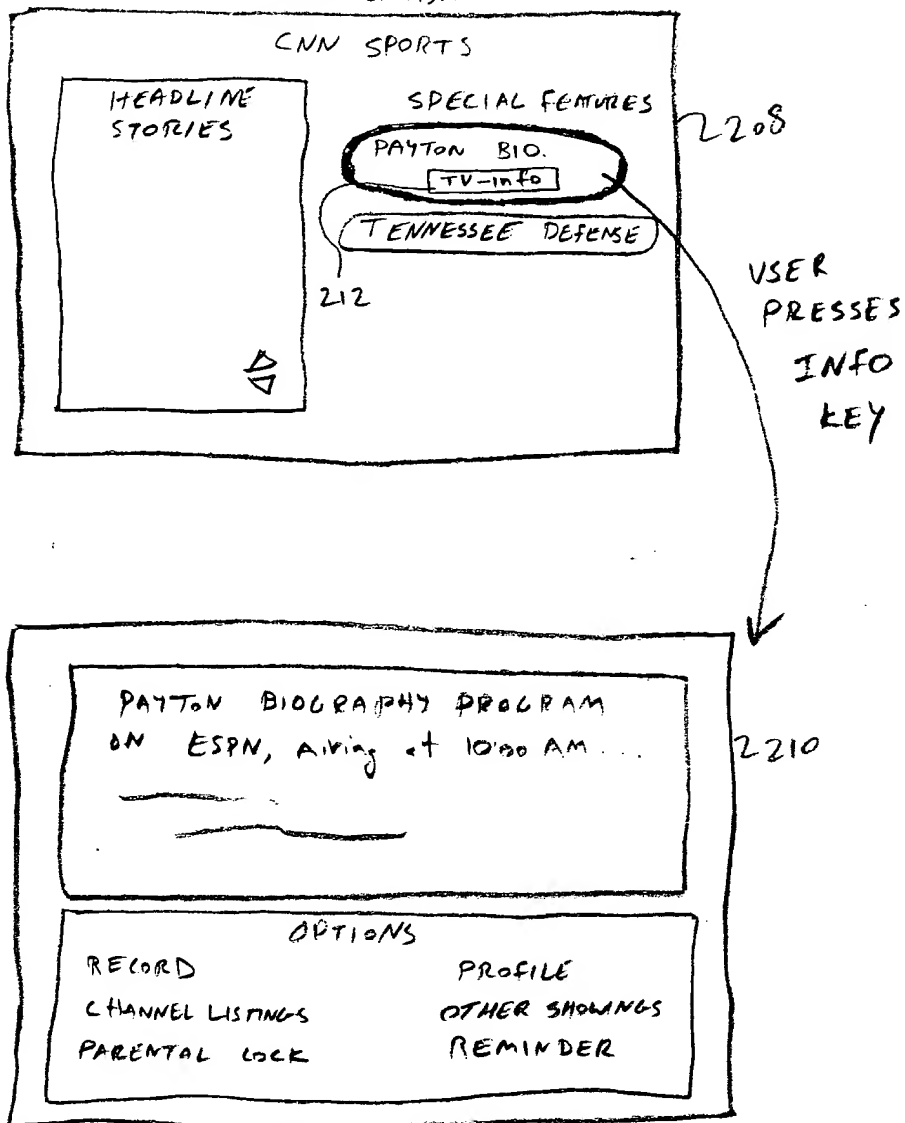 CNN SPORTS
HEADLINE
STORIES
SPECIAL FEATURES
2208
PAYTON BIO.
TV-info
TENNESSEE DEFENSE
212
USER
PRESSES
INFO
KEY
PAYTON BIOGRAPHY PROGRAM
ON ESPN, Airing at 10:00 AM...
2210
OPTIONS
RECORD PROFILE
CHANNEL LISTINGS OTHER SHOWINGS
PARENTAL LOCK REMINDER